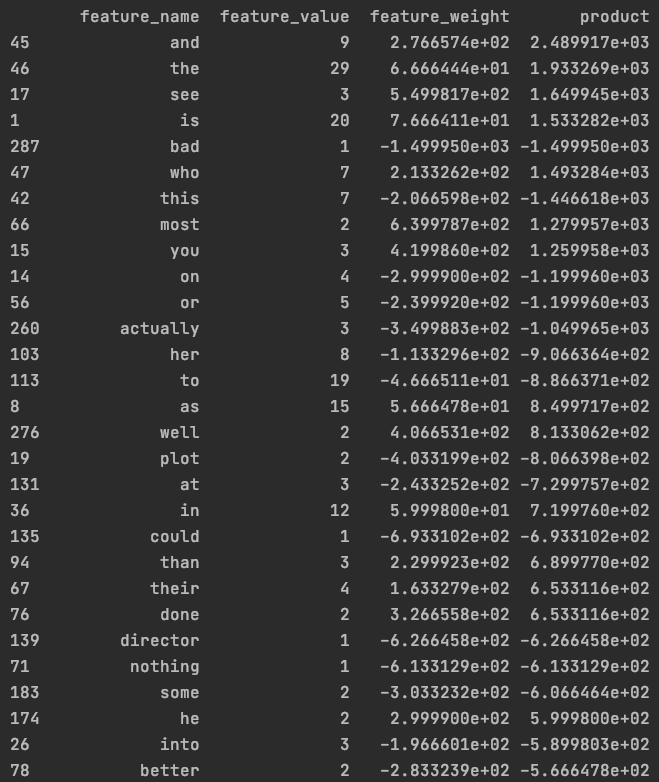 feature_name feature_value feature_weight product
45 and 9 2.766574e+02 2.489917e+03
46 the 29 6.666444e+01 1.933269e+03
17 see 3 5.499817e+02 1.649945e+03
1 is 20 7.666411e+01 1.533282e+03
287 bad 1 -1.499950e+03 -1.499950e+03
47 who 7 2.133262e+02 1.493284e+03
42 this 7 -2.066598e+02 -1.446618e+03
66 most 2 6.399787e+02 1.279957e+03
15 you 3 4.199860e+02 1.259958e+03
14 on 4 -2.999900e+02 -1.199960e+03
56 or 5 -2.399920e+02 -1.199960e+03
260 actually 3 -3.499883e+02 -1.049965e+03
103 her 8 -1.133296e+02 -9.066364e+02
113 to 19 -4.666511e+01 -8.866371e+02
8 as 15 5.666478e+01 8.499717e+02
276 well 2 4.066531e+02 8.133062e+02
19 plot 2 -4.033199e+02 -8.066398e+02
131 at 3 -2.433252e+02 -7.299757e+02
36 in 12 5.999800e+01 7.199760e+02
135 could 1 -6.933102e+02 -6.933102e+02
94 than 3 2.299923e+02 6.899770e+02
67 their 4 1.633279e+02 6.533116e+02
76 done 2 3.266558e+02 6.533116e+02
139 director 1 -6.266458e+02 -6.266458e+02
71 nothing 1 -6.133129e+02 -6.133129e+02
183 some 2 -3.033232e+02 -6.066464e+02
174 he 2 2.999900e+02 5.999800e+02
26 into 3 -1.966601e+02 -5.899803e+02
78 better 2 -2.833239e+02 -5.666478e+02